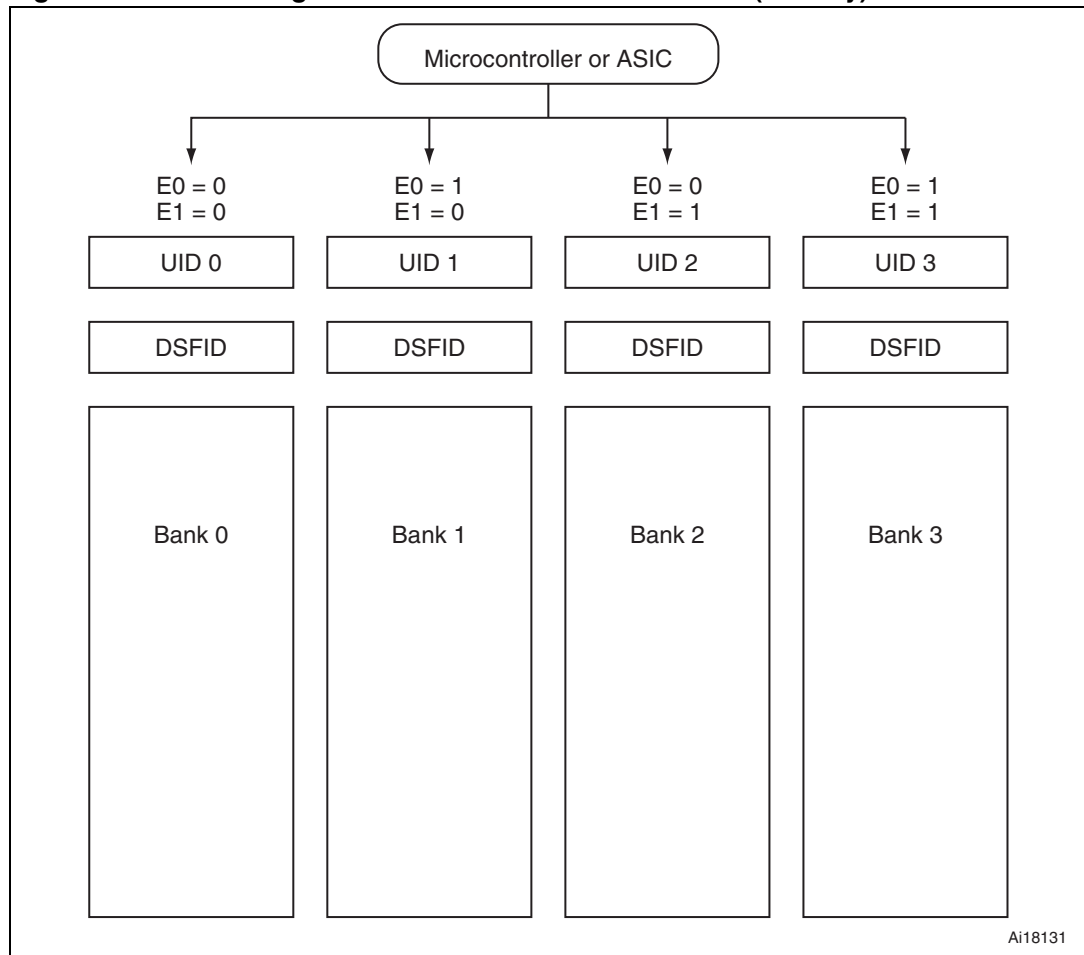 Microcontroller or ASIC
E0 = 0 E0 = 1 E0 = 0 E0 = 1
E1 = 0 E1 = 0 E1 = 1 E1 = 1
UID 0 UID 1 UID 2 UID 3
DSFID DSFID DSFID DSFID
Bank 0 Bank 1 Bank 2 Bank 3
Ai18131